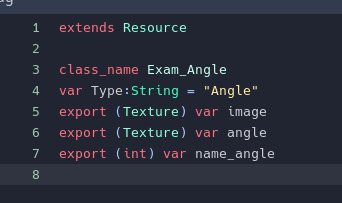 1 extends Resource
2
3 class_name Exam_Angle
4 var Type:String = "Angle"
5 export (Texture) var image
6 export (Texture) var angle
7 export (int) var name_angle
8